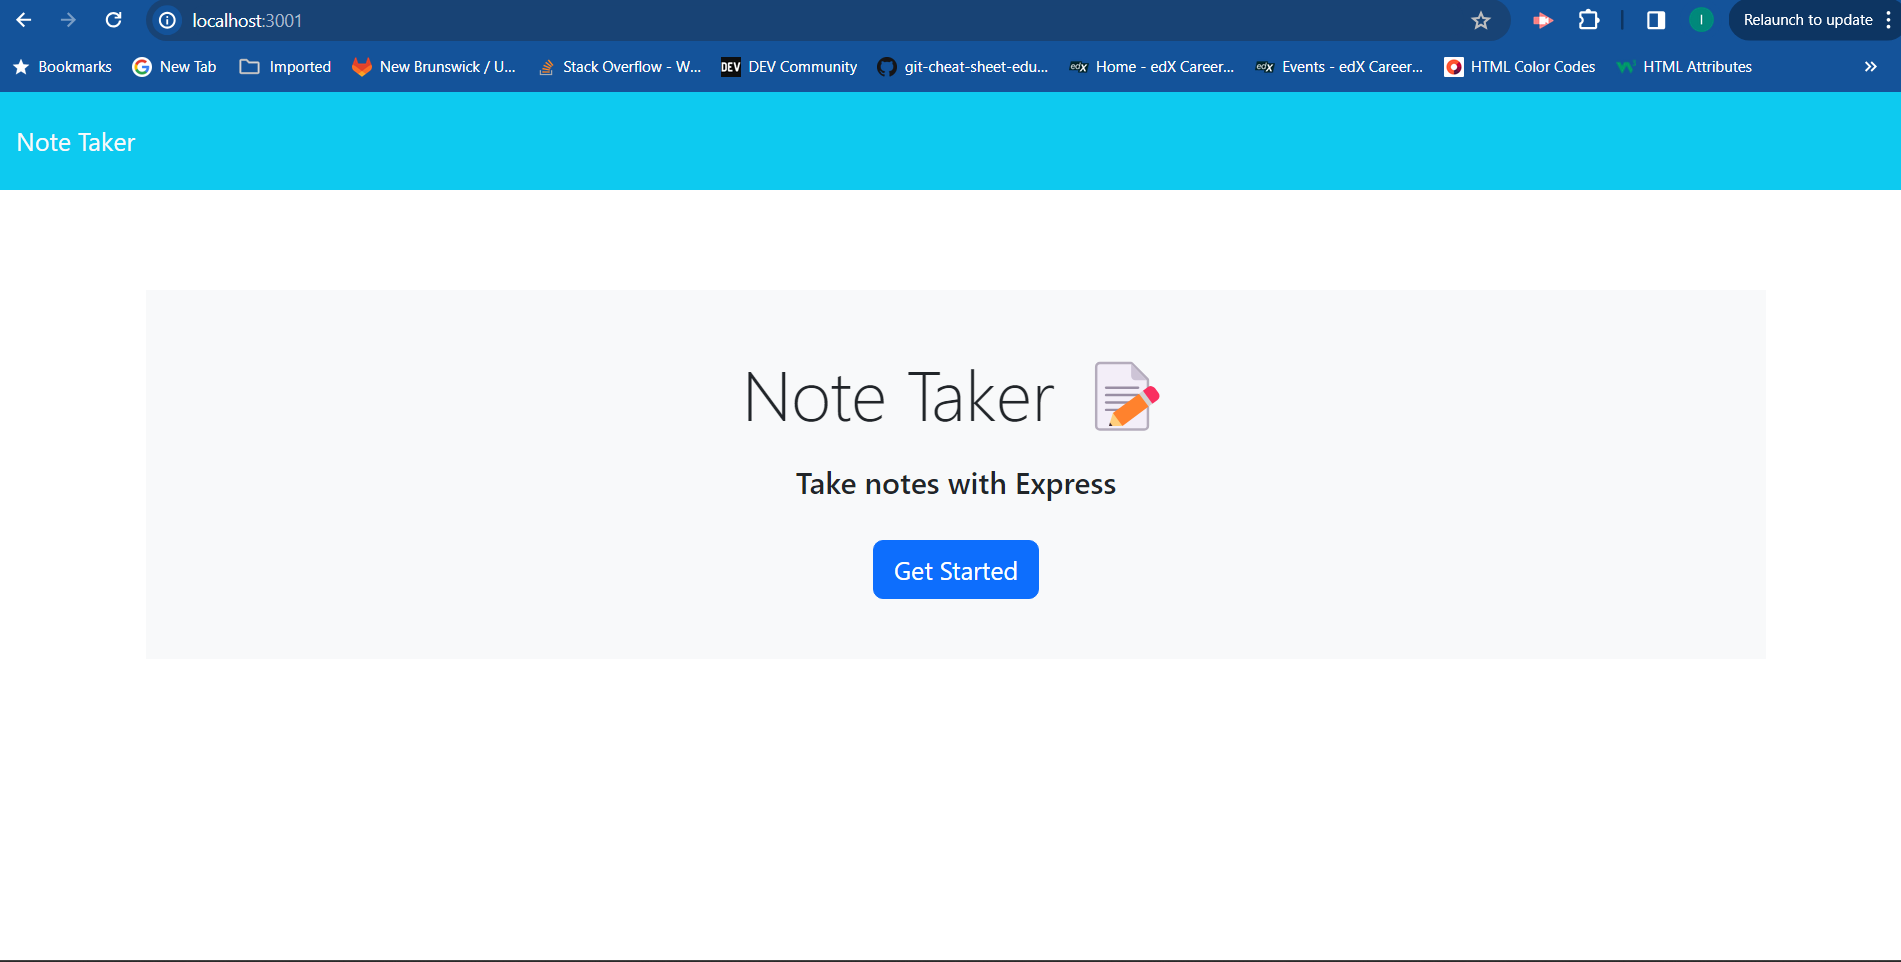 localhost:3001
Relaunch to update
Bookmarks New Tab Imported New Brunswick / U... Stack Overflow - W... DEV DEV Community git-cheat-sheet-edu... edX Home - edX Career... edX Events - edX Career... HTML Color Codes HTML Attributes
Note Taker
Note Taker
Take notes with Express
Get Started